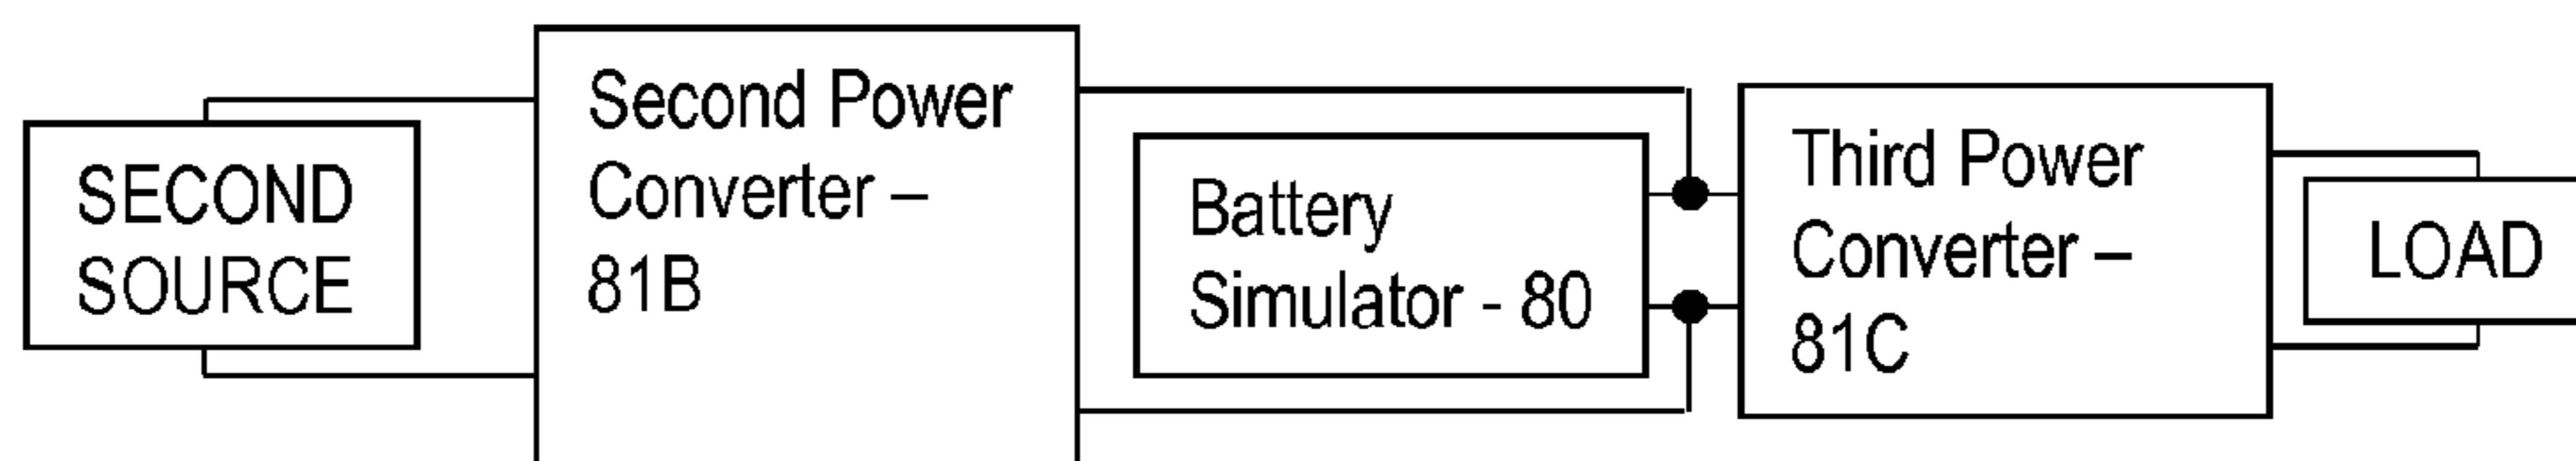 SECOND
SOURCE
Second Power
Converter –
81B
Battery
Simulator - 80
Third Power
Converter –
81C
LOAD